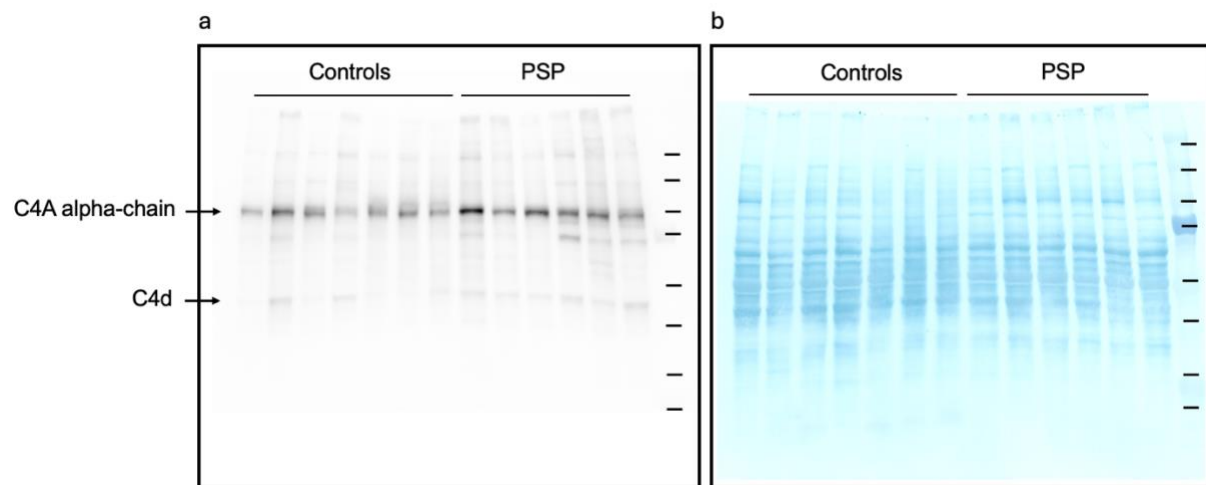 a
b
Controls
PSP
Controls
PSP
C4A alpha-chain
C4d